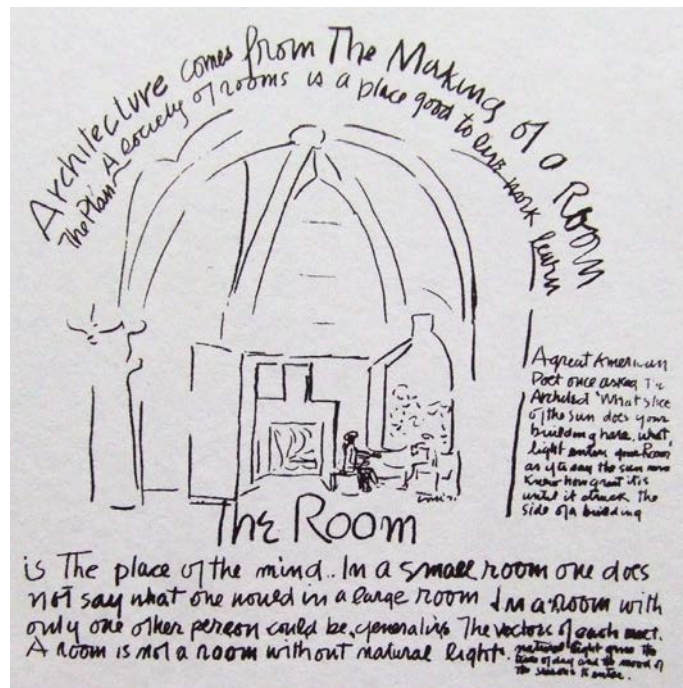 Architecture comes from The Making of a Room
The Plan A society of rooms is a place good to live work learn
A great American
Poet once asked The
Architect 'What slice
of the sun does your
building have, what
light enters your Room
as if to say the sun never
knew how great it is
until it struck the
side of a building
The Room
is The place of the mind.. In a small room one does
not say what one would in a large room In a room with
only one other person could be generative The vectors of each meet.
A room is not a room without natural light. natural light gives the
time of day and the mood of
the seasons to enter.